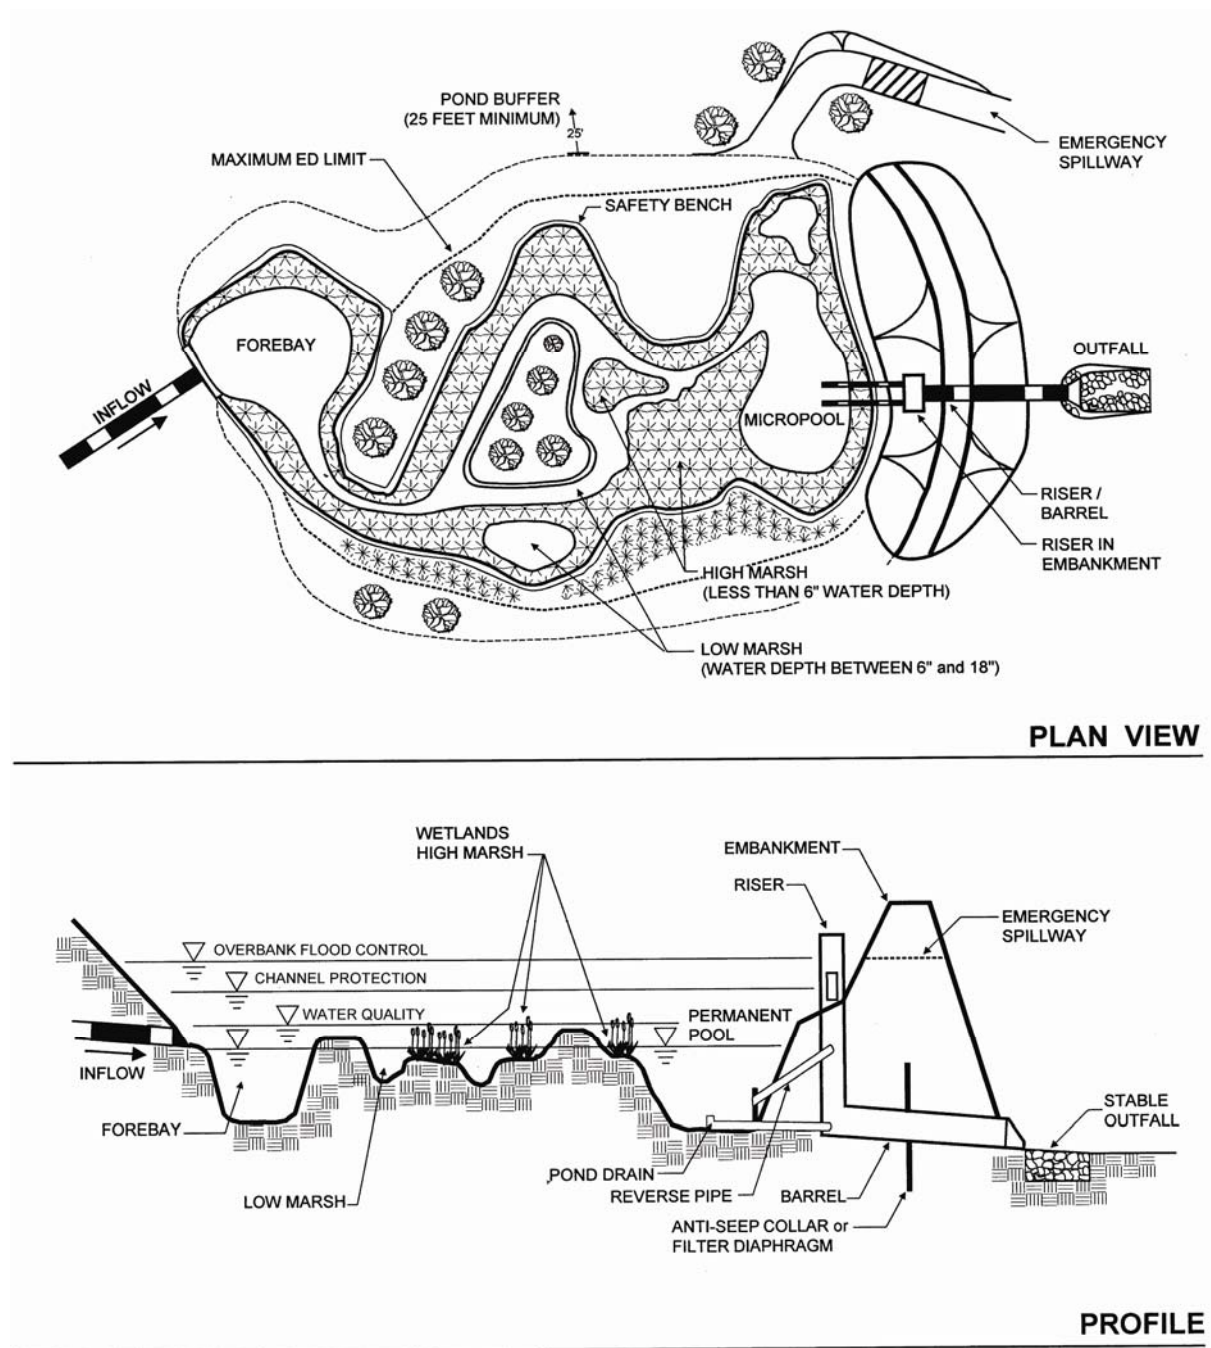 POND BUFFER
(25 FEET MINIMUM)
25'
MAXIMUM ED LIMIT
EMERGENCY
SPILLWAY
SAFETY BENCH
FOREBAY
INFLOW
OUTFALL
MICROPOOL
RISER /
BARREL
RISER IN
EMBANKMENT
HIGH MARSH
(LESS THAN 6" WATER DEPTH)
LOW MARSH
(WATER DEPTH BETWEEN 6" and 18")
PLAN VIEW
WETLANDS
HIGH MARSH
EMBANKMENT
RISER
EMERGENCY
SPILLWAY
OVERBANK FLOOD CONTROL
CHANNEL PROTECTION
WATER QUALITY
PERMANENT
POOL
INFLOW
FOREBAY
STABLE
OUTFALL
LOW MARSH
POND DRAIN
REVERSE PIPE
BARREL
ANTI-SEEP COLLAR or
FILTER DIAPHRAGM
PROFILE